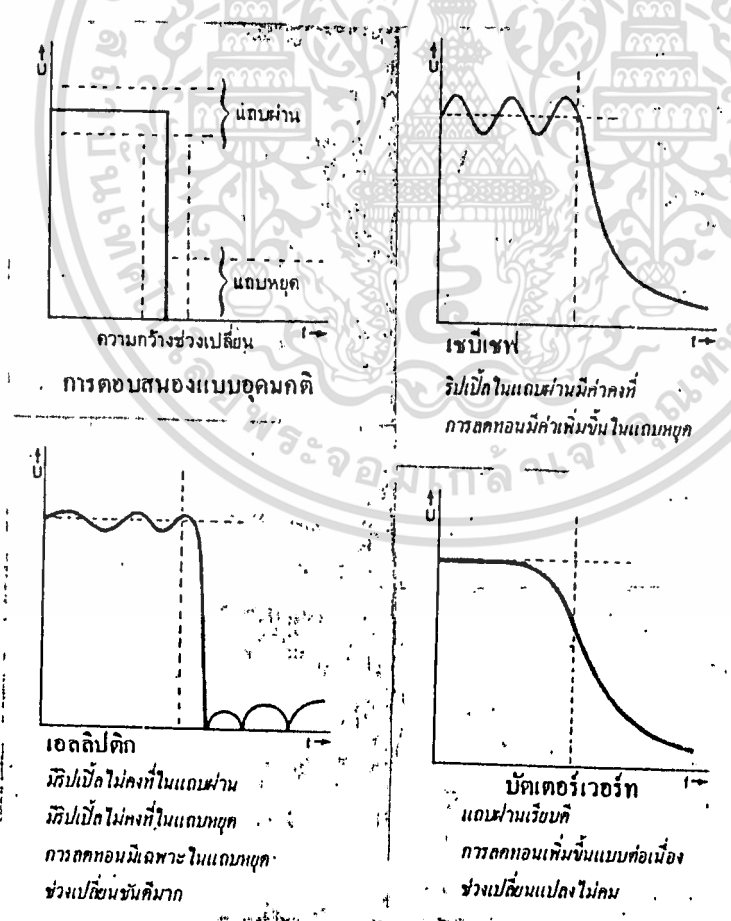 U
แถบผ่าน
แถบหยุด
f
ความกว้างช่วงเปลี่ยน
การตอบสนองแบบอุดมคติ
U
f
เชบีเชฟ
ริปเปิ้ลในแถบผ่านมีค่าคงที่
การลดทอนมีค่าเพิ่มขึ้นในแถบหยุด
U
f
เอลลิปติก
มีริปเปิ้ลไม่คงที่ในแถบผ่าน
มีริปเปิ้ลไม่คงที่ในแถบหยุด
การลดทอนมีเฉพาะในแถบหยุด
ช่วงเปลี่ยนชันดีมาก
U
f
บัตเตอร์เวอร์ท
แถบผ่านเรียบดี
การลดทอนเพิ่มขึ้นแบบต่อเนื่อง
ช่วงเปลี่ยนแปลงไม่คม